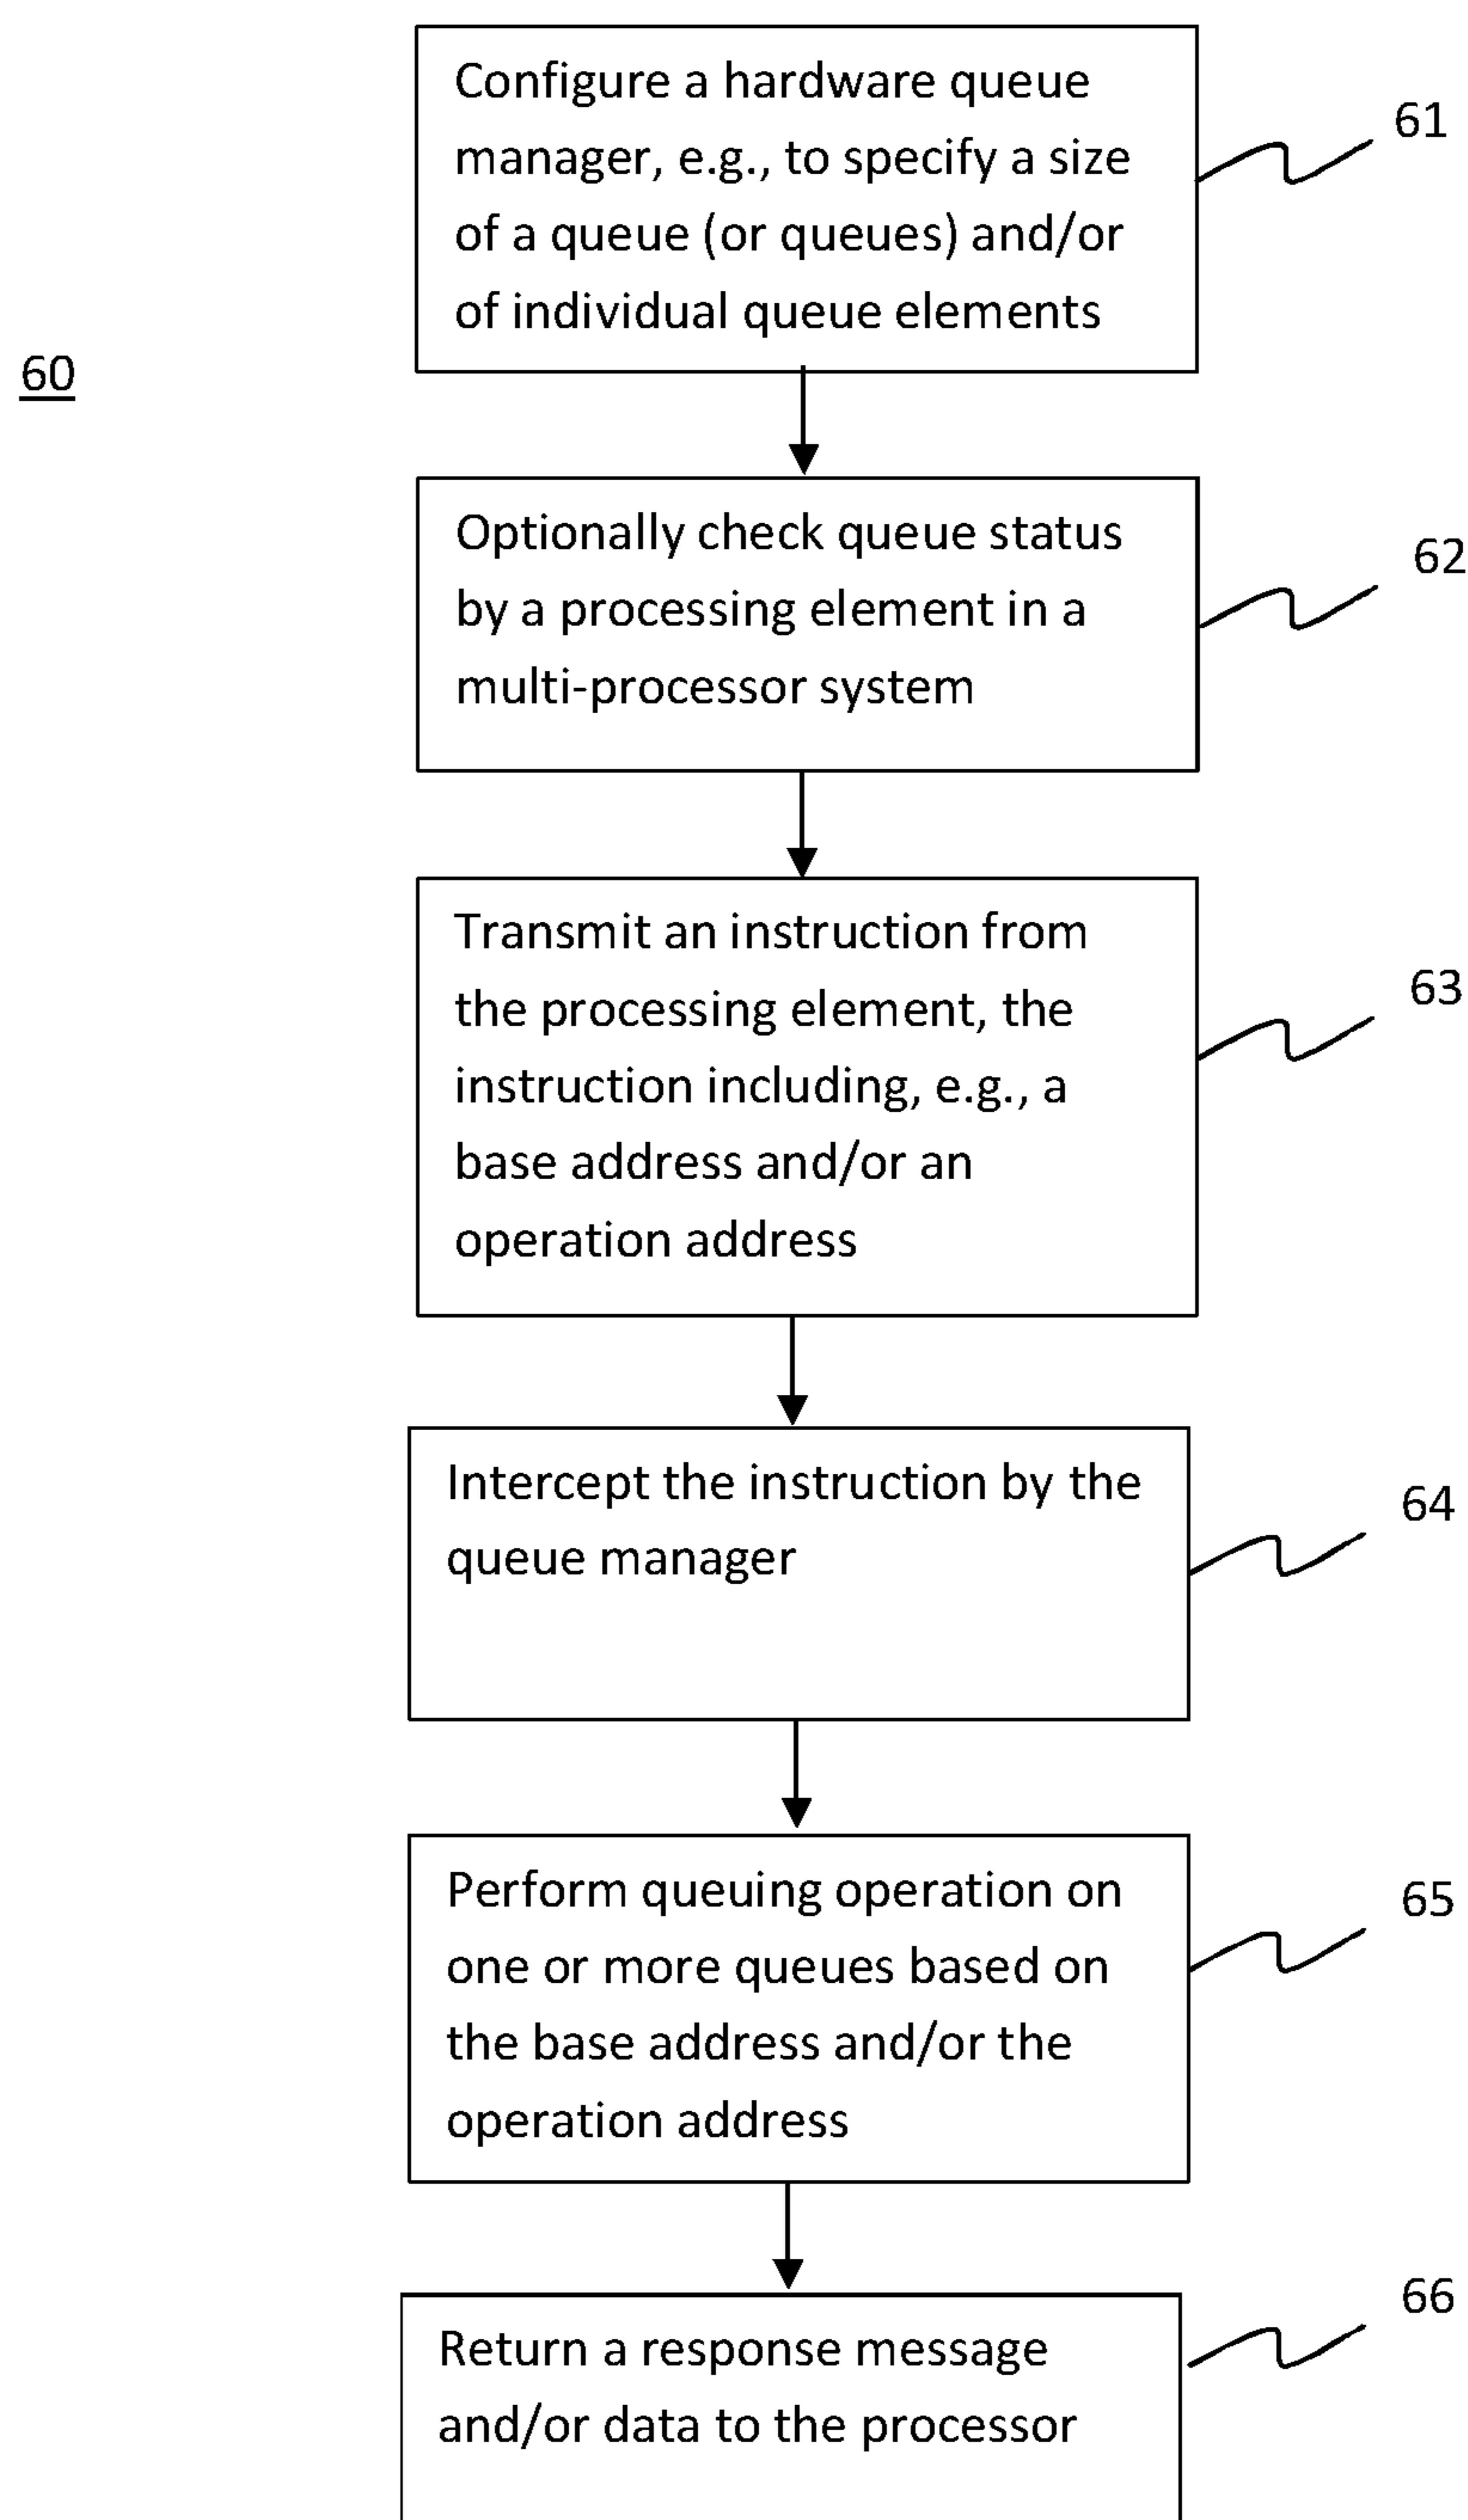 Configure a hardware queue
manager, e.g., to specify a size
of a queue (or queues) and/or
of individual queue elements
61
60
Optionally check queue status
by a processing element in a
multi-processor system
62
Transmit an instruction from
the processing element, the
instruction including, e.g., a
base address and/or an
operation address
63
Intercept the instruction by the
queue manager
64
Perform queuing operation on
one or more queues based on
the base address and/or the
operation address
65
Return a response message
and/or data to the processor
66